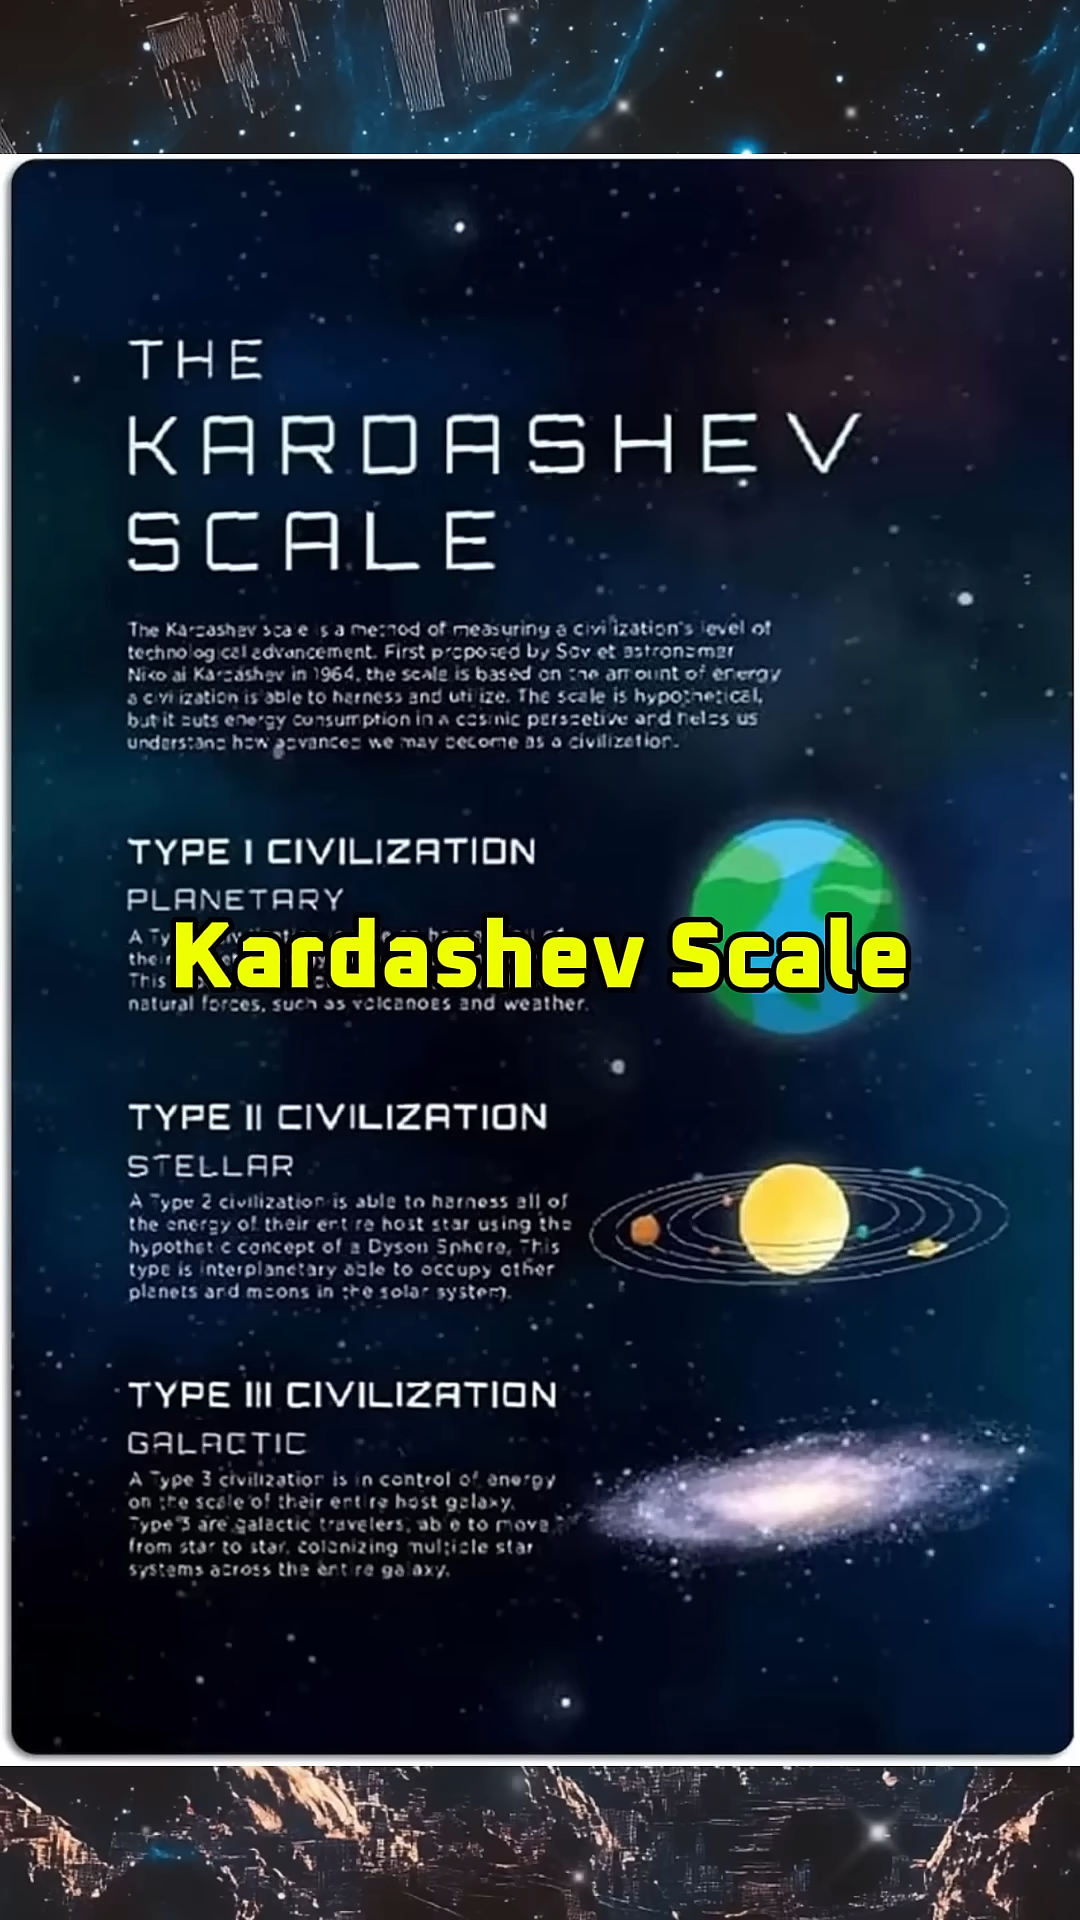 THE
KARDASHEV
SCALE
The Kardashev scale is a method of measuring a civilization's level of
technological advancement. First proposed by Soviet astronomer
Nikolai Kardashev in 1964, the scale is based on the amount of energy
a civilization is able to harness and utilize. The scale is hypothetical,
but it puts energy consumption in a cosmic perspetive and helps us
understand how advanced we may become as a civilization.
TYPE I CIVILIZATION
PLANETARY
A
Kardashev Scale
This
natural forces, such as volcanoes and weather.
TYPE II CIVILIZATION
STELLAR
A Type 2 civilization is able to harness all of
the energy of their entire host star using the
hypothetic concept of a Dyson Sphere, This
type is interplanetary able to occupy other
planets and moons in the solar system.
TYPE III CIVILIZATION
GALACTIC
A Type 3 civilization is in control of energy
on the scale of their entire host galaxy.
Type 3 are galactic travelers, able to move
from star to star, colonizing multiple star
systems across the entire galaxy.